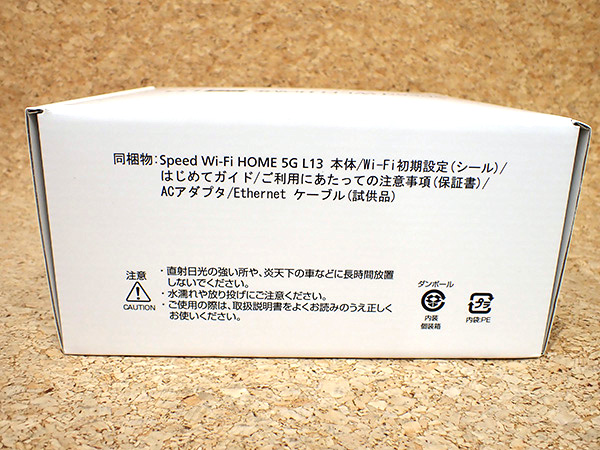 同梱物：Speed Wi-Fi HOME 5G L13 本体/Wi-Fi初期設定（シール）/
はじめてガイド/ご利用にあたっての注意事項（保証書）/
ACアダプタ/Ethernet ケーブル（試供品）
注意
CAUTION
・直射日光の強い所や、炎天下の車などに長時間放置
しないでください。
・水濡れや放り投げにご注意ください。
・ご使用の際は、取扱説明書をよくお読みのうえ正しく
お使いください。
ダンボール
内装
個装箱
プラ
内袋:PE